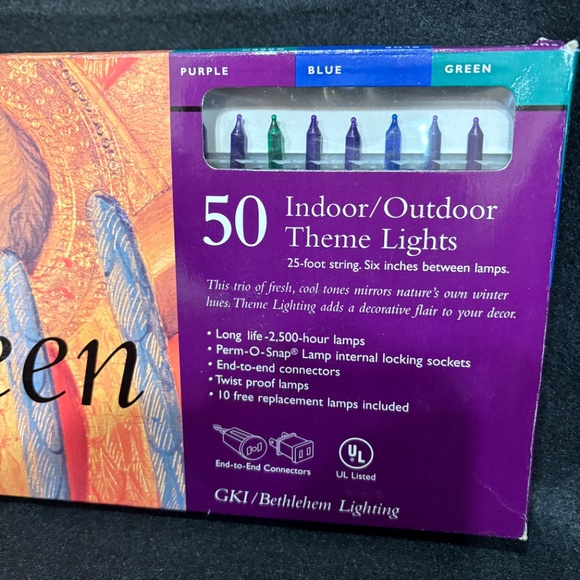 PURPLE BLUE GREEN
50 Indoor/Outdoor
Theme Lights
25-foot string. Six inches between lamps.
This trio of fresh, cool tones mirrors nature's own winter
hues. Theme Lighting adds a decorative flair to your decor.
• Long life-2,500-hour lamps
• Perm-O-Snap® Lamp internal locking sockets
• End-to-end connectors
• Twist proof lamps
• 10 free replacement lamps included
een
UL
End-to-End Connectors UL Listed
GKI/Bethlehem Lighting